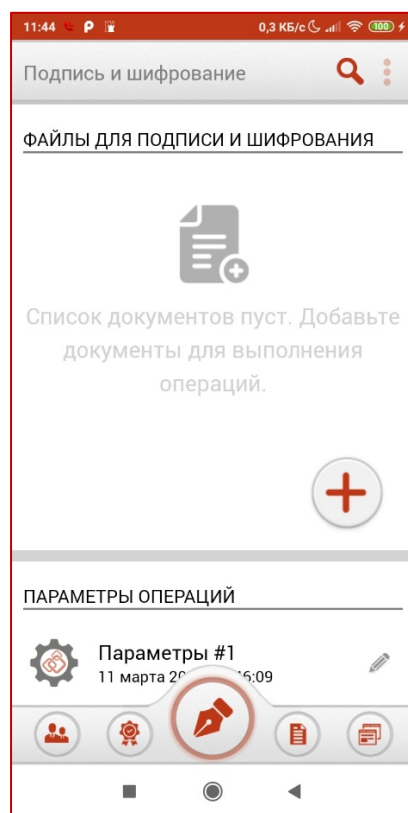 11:44
0,3 КБ/с
100
Подпись и шифрование
ФАЙЛЫ ДЛЯ ПОДПИСИ И ШИФРОВАНИЯ
Список документов пуст. Добавьте
документы для выполнения
операций.
ПАРАМЕТРЫ ОПЕРАЦИЙ
Параметры #1
11 марта